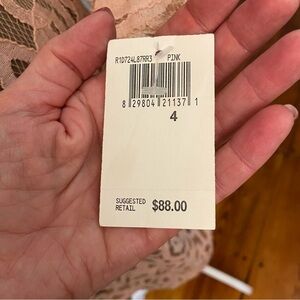 R1D724L87RR3 PINK
8 29804 21137 1
4
SUGGESTED
RETAIL $88.00